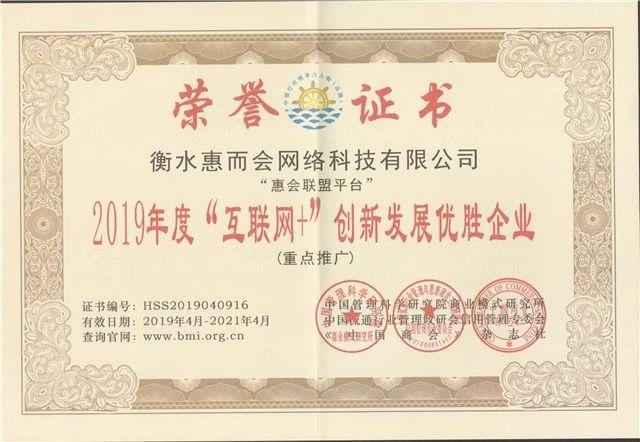 荣誉证书
衡水惠而会网络科技有限公司
“惠会联盟平台”
2019年度“互联网+”创新发展优胜企业
(重点推广)
证书编号：HSS2019040916
有效日期：2019年4月-2021年4月
查询官网：www.bmi.org.cn
中国管理科学研究院商业模式研究所
中国流通行业管理政研会信用管理专委会
《中国商会》杂志社